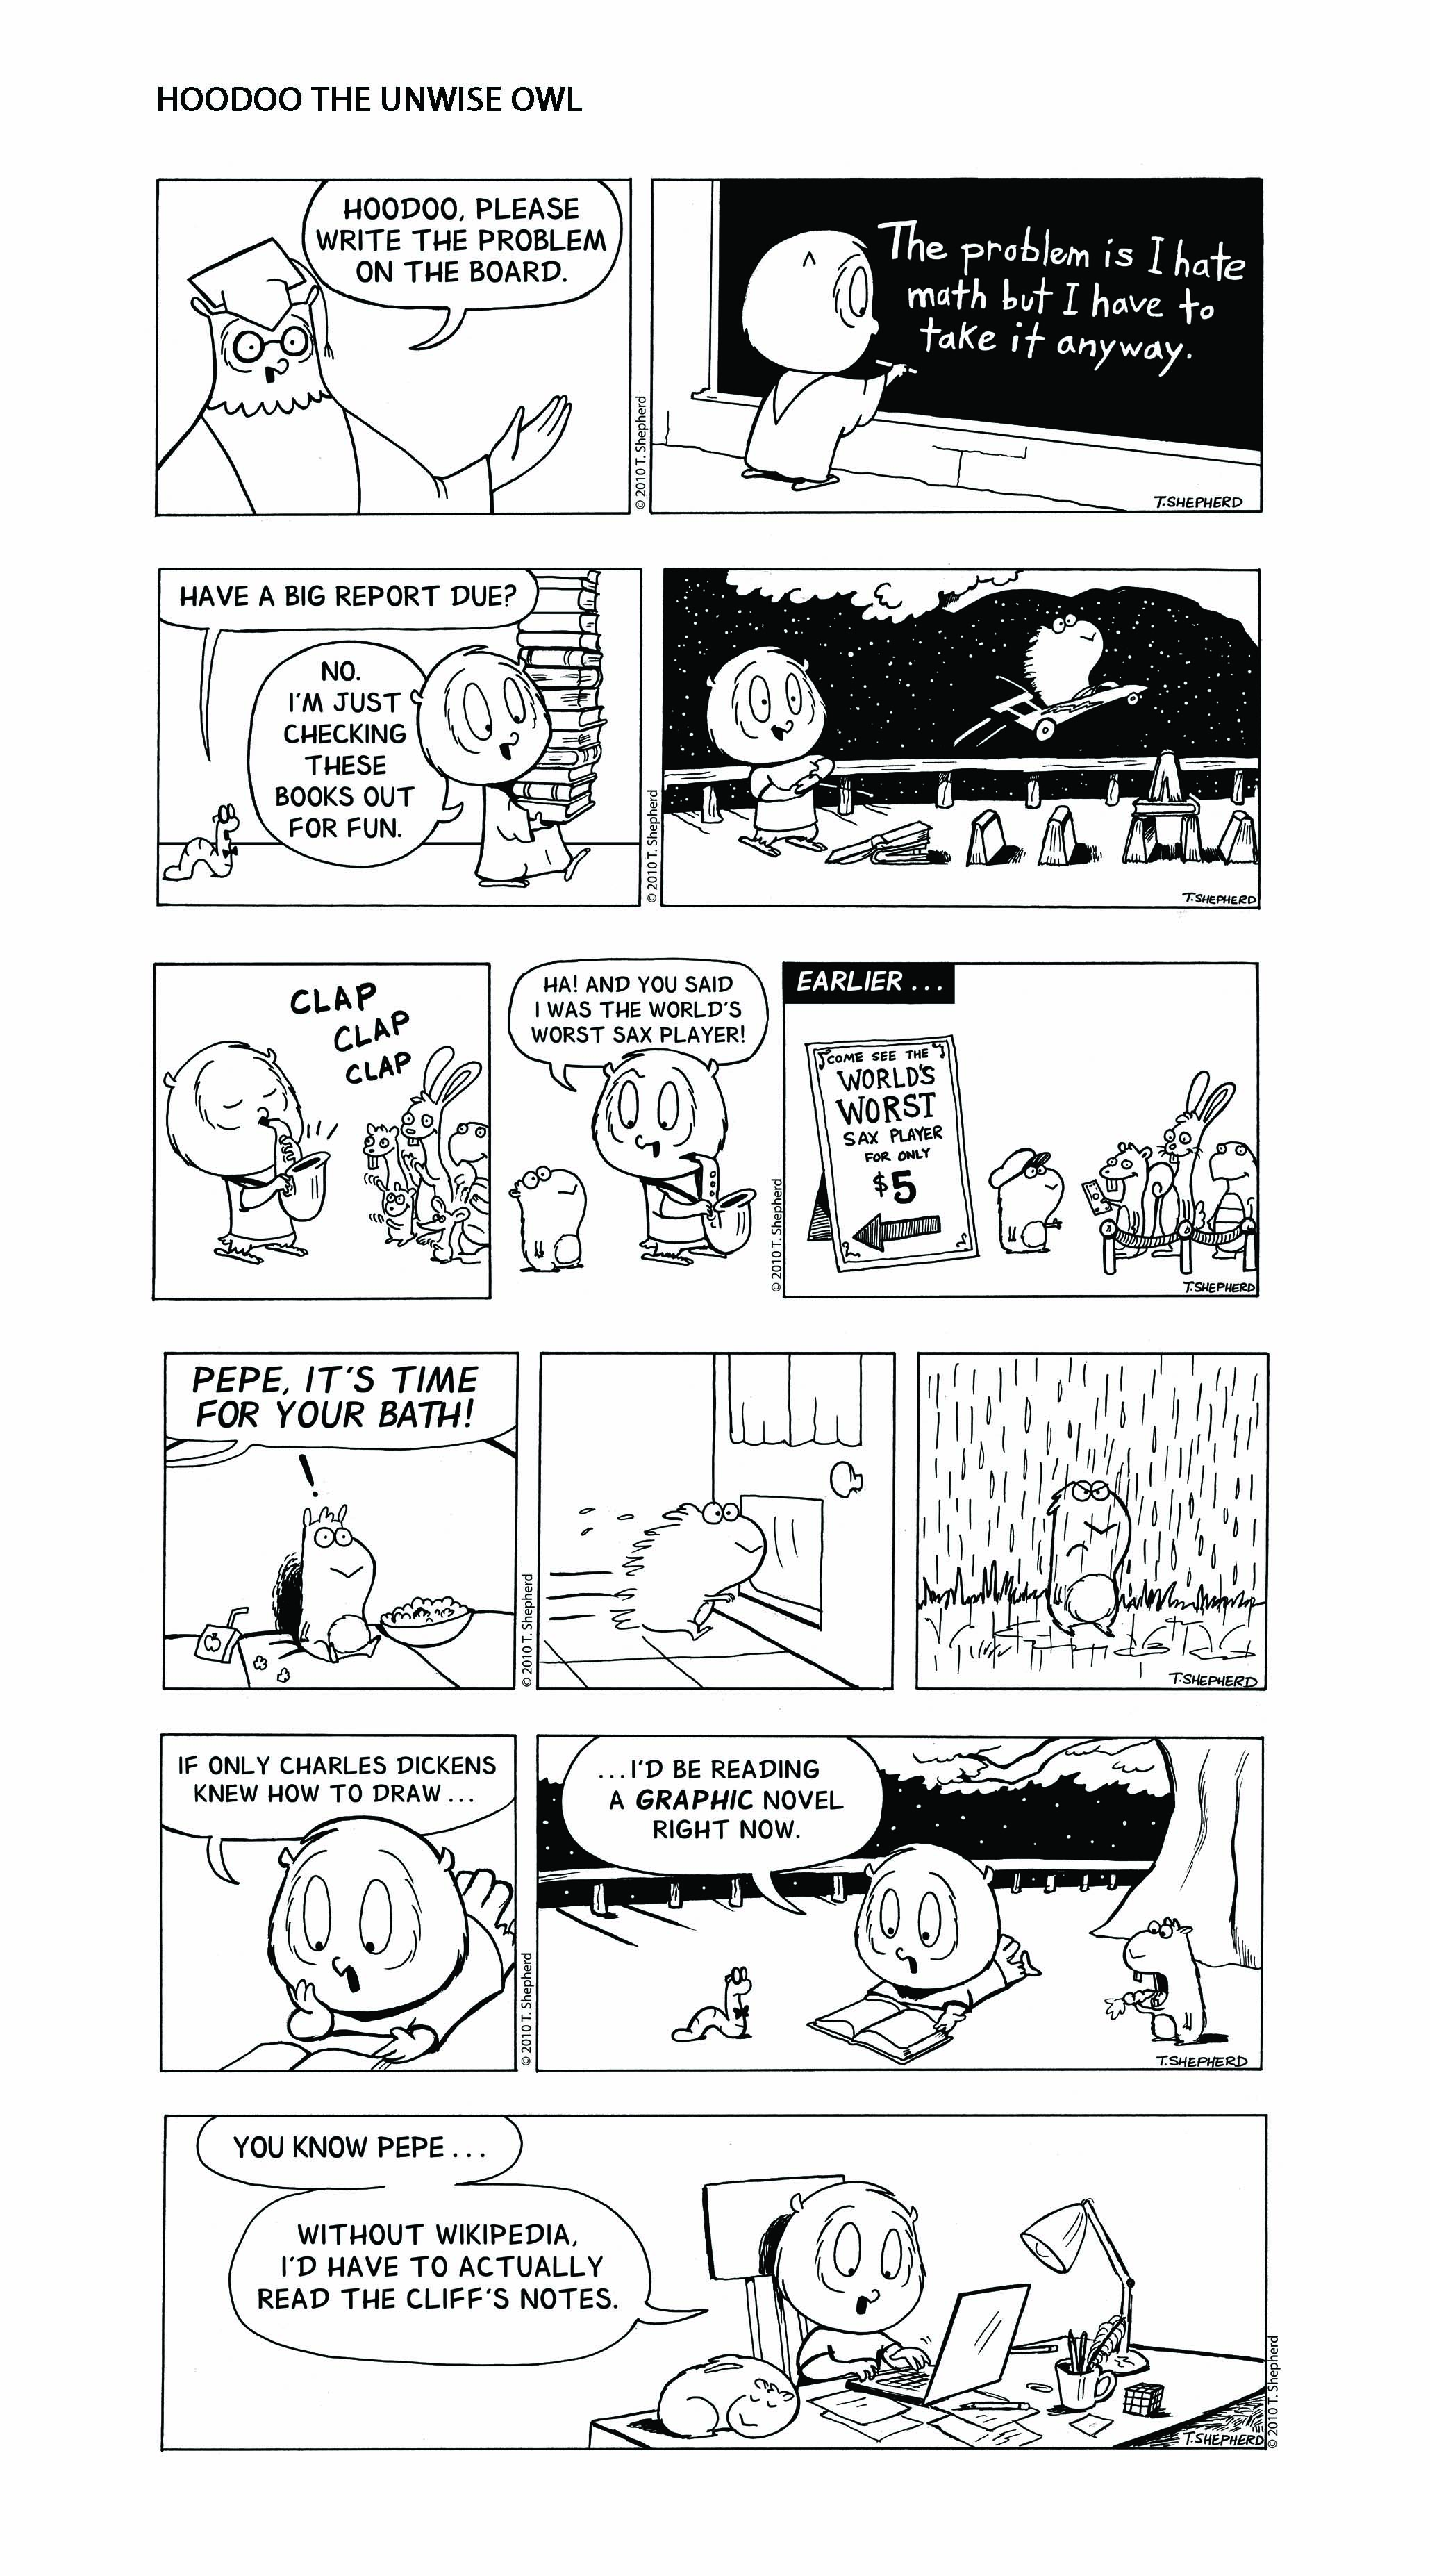 HOODOO THE UNWISE OWL
HOODOO, PLEASE
WRITE THE PROBLEM
ON THE BOARD.
© 2010 T. Shepherd
The problem is I hate
math but I have to
take it anyway.
T.SHEPHERD
HAVE A BIG REPORT DUE?
NO.
I'M JUST
CHECKING
THESE
BOOKS OUT
FOR FUN.
© 2010 T. Shepherd
T.SHEPHERD
CLAP
CLAP
CLAP
HA! AND YOU SAID
I WAS THE WORLD'S
WORST SAX PLAYER!
© 2010 T. Shepherd
EARLIER ...
COME SEE THE
WORLD'S
WORST
SAX PLAYER
FOR ONLY
$5
T.SHEPHERD
PEPE, IT'S TIME
FOR YOUR BATH!
!
© 2010 T. Shepherd
T.SHEPHERD
IF ONLY CHARLES DICKENS
KNEW HOW TO DRAW ...
© 2010 T. Shepherd
...I'D BE READING
A GRAPHIC NOVEL
RIGHT NOW.
T.SHEPHERD
YOU KNOW PEPE ...
WITHOUT WIKIPEDIA,
I'D HAVE TO ACTUALLY
READ THE CLIFF'S NOTES.
T.SHEPHERD
© 2010 T. Shepherd